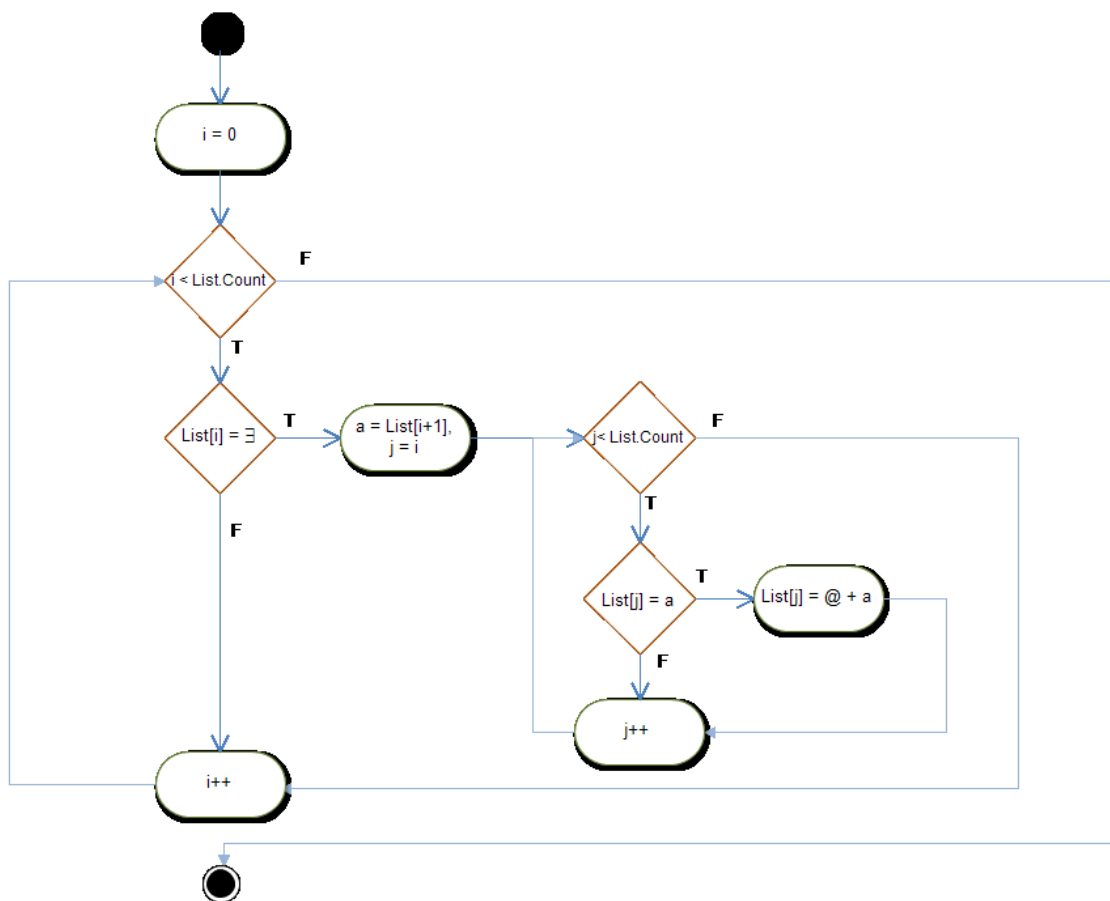 i = 0
i < List.Count
F
T
List[i] = ∃
T
a = List[i+1],
j = i
j< List.Count
F
T
F
List[j] = a
T
List[j] = @ + a
F
j++
i++